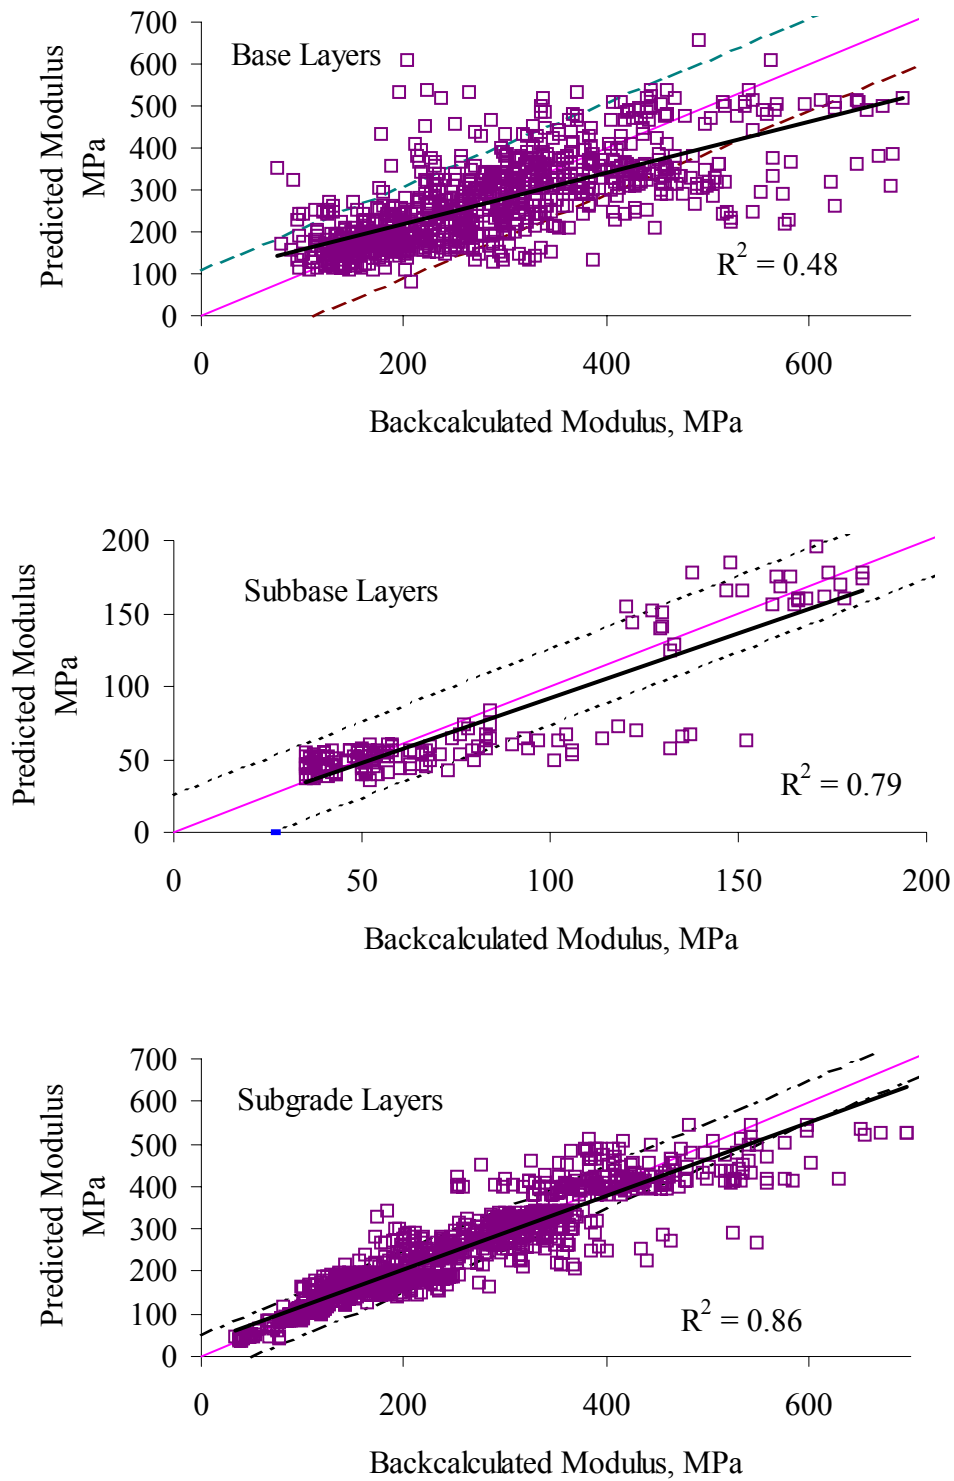 700
600
500
400
300
200
100
0
Predicted Modulus
MPa
Base Layers
R² = 0.48
0 200 400 600
Backcalculated Modulus, MPa
200
150
100
50
0
Predicted Modulus
MPa
Subbase Layers
R² = 0.79
0 50 100 150 200
Backcalculated Modulus, MPa
700
600
500
400
300
200
100
0
Predicted Modulus
MPa
Subgrade Layers
R² = 0.86
0 200 400 600
Backcalculated Modulus, MPa